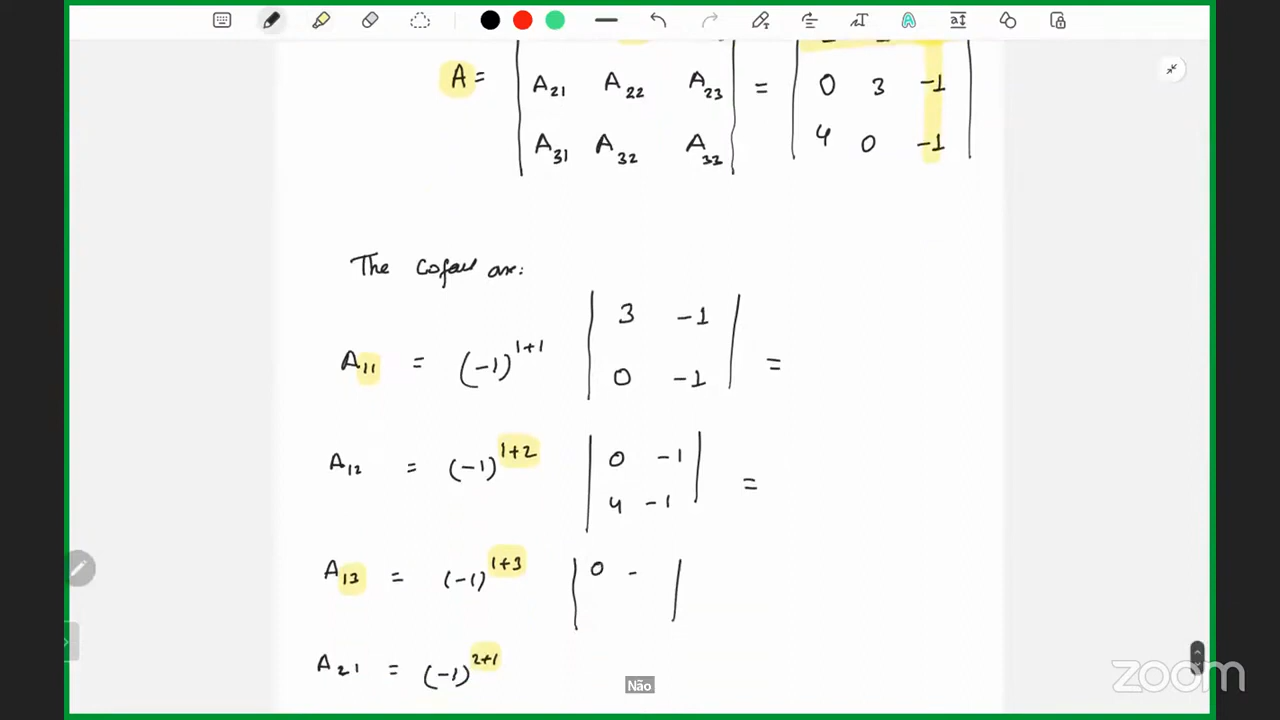 A = | A21 A22 A23 | = | 0 3 -1 |
| A31 A32 A33 | | 4 0 -1 |
The are:
A11 = (-1)^1+1 | 3 -1 | =
| 0 -1 |
A12 = (-1)^1+2 | 0 -1 | =
| 4 -1 |
A13 = (-1)^1+3 | 0 - |
A21 = (-1)^2+1
Não
zoom